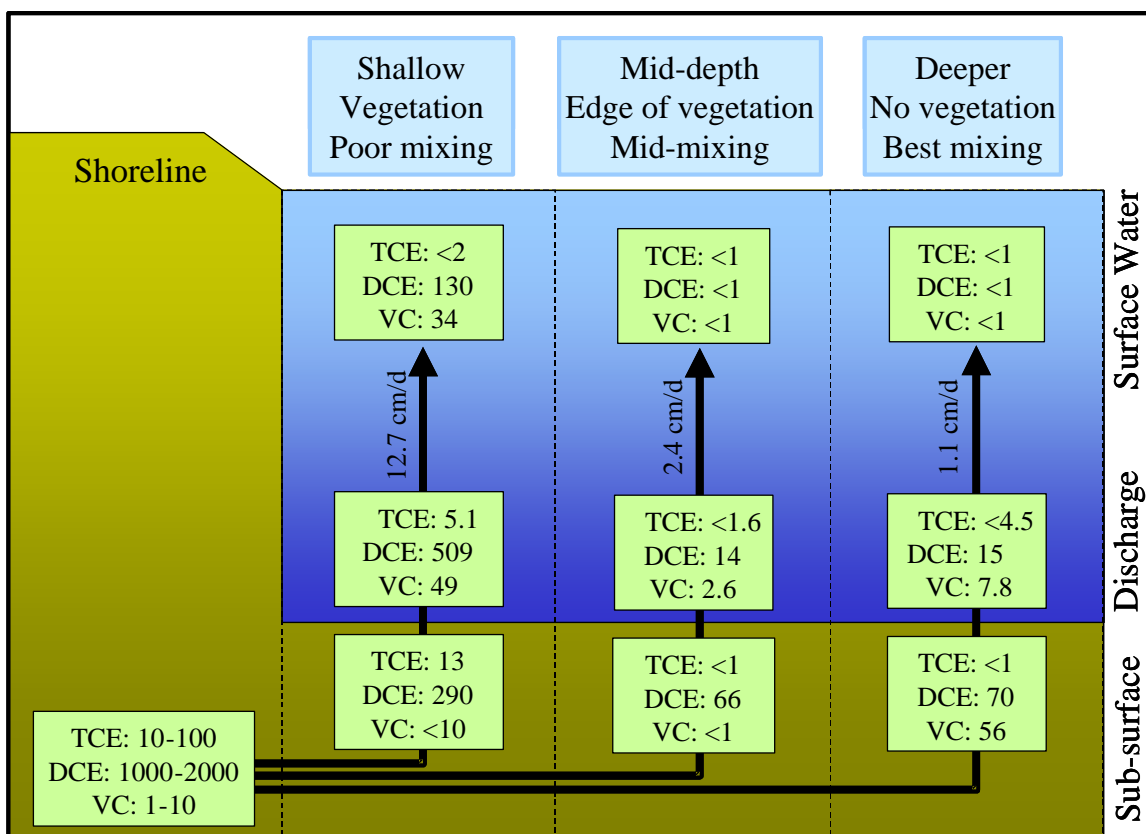 Shallow
Vegetation
Poor mixing
Mid-depth
Edge of vegetation
Mid-mixing
Deeper
No vegetation
Best mixing
Shoreline
TCE: <2
DCE: 130
VC: 34
TCE: <1
DCE: <1
VC: <1
TCE: <1
DCE: <1
VC: <1
Surface Water
12.7 cm/d
2.4 cm/d
1.1 cm/d
TCE: 5.1
DCE: 509
VC: 49
TCE: <1.6
DCE: 14
VC: 2.6
TCE: <4.5
DCE: 15
VC: 7.8
Discharge
TCE: 13
DCE: 290
VC: <10
TCE: <1
DCE: 66
VC: <1
TCE: <1
DCE: 70
VC: 56
Sub-surface
TCE: 10-100
DCE: 1000-2000
VC: 1-10